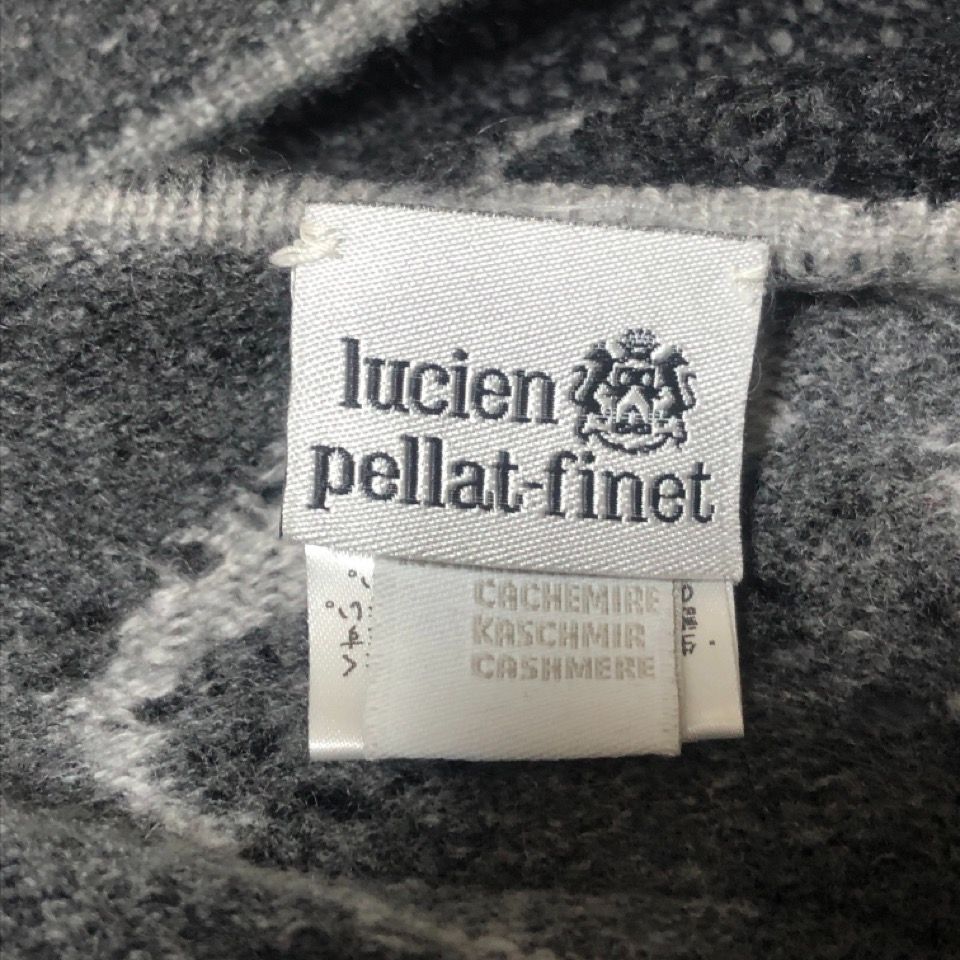 lucien
pellat-finet
CACHEMIRE
KASCHMIR
CASHMERE